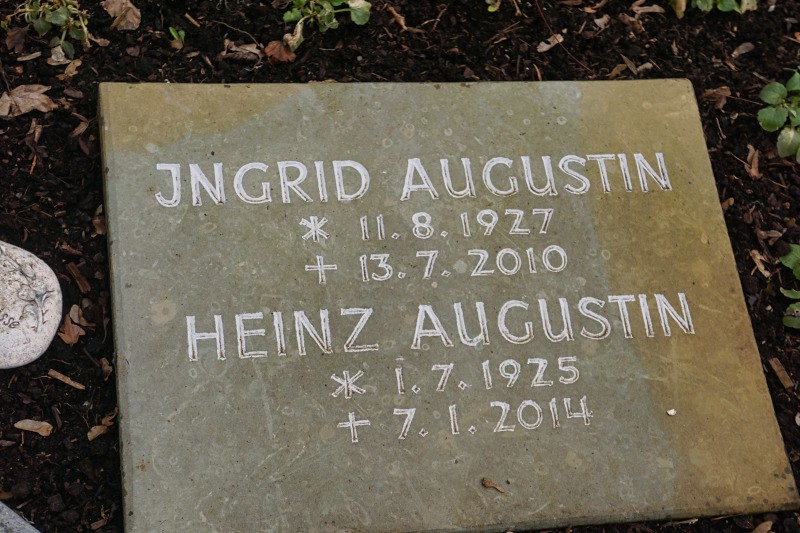 JNGRID AUGUSTIN
* 11. 8. 1927
+ 13. 7. 2010
HEINZ AUGUSTIN
* 1. 7. 1925
+ 7. 1. 2014